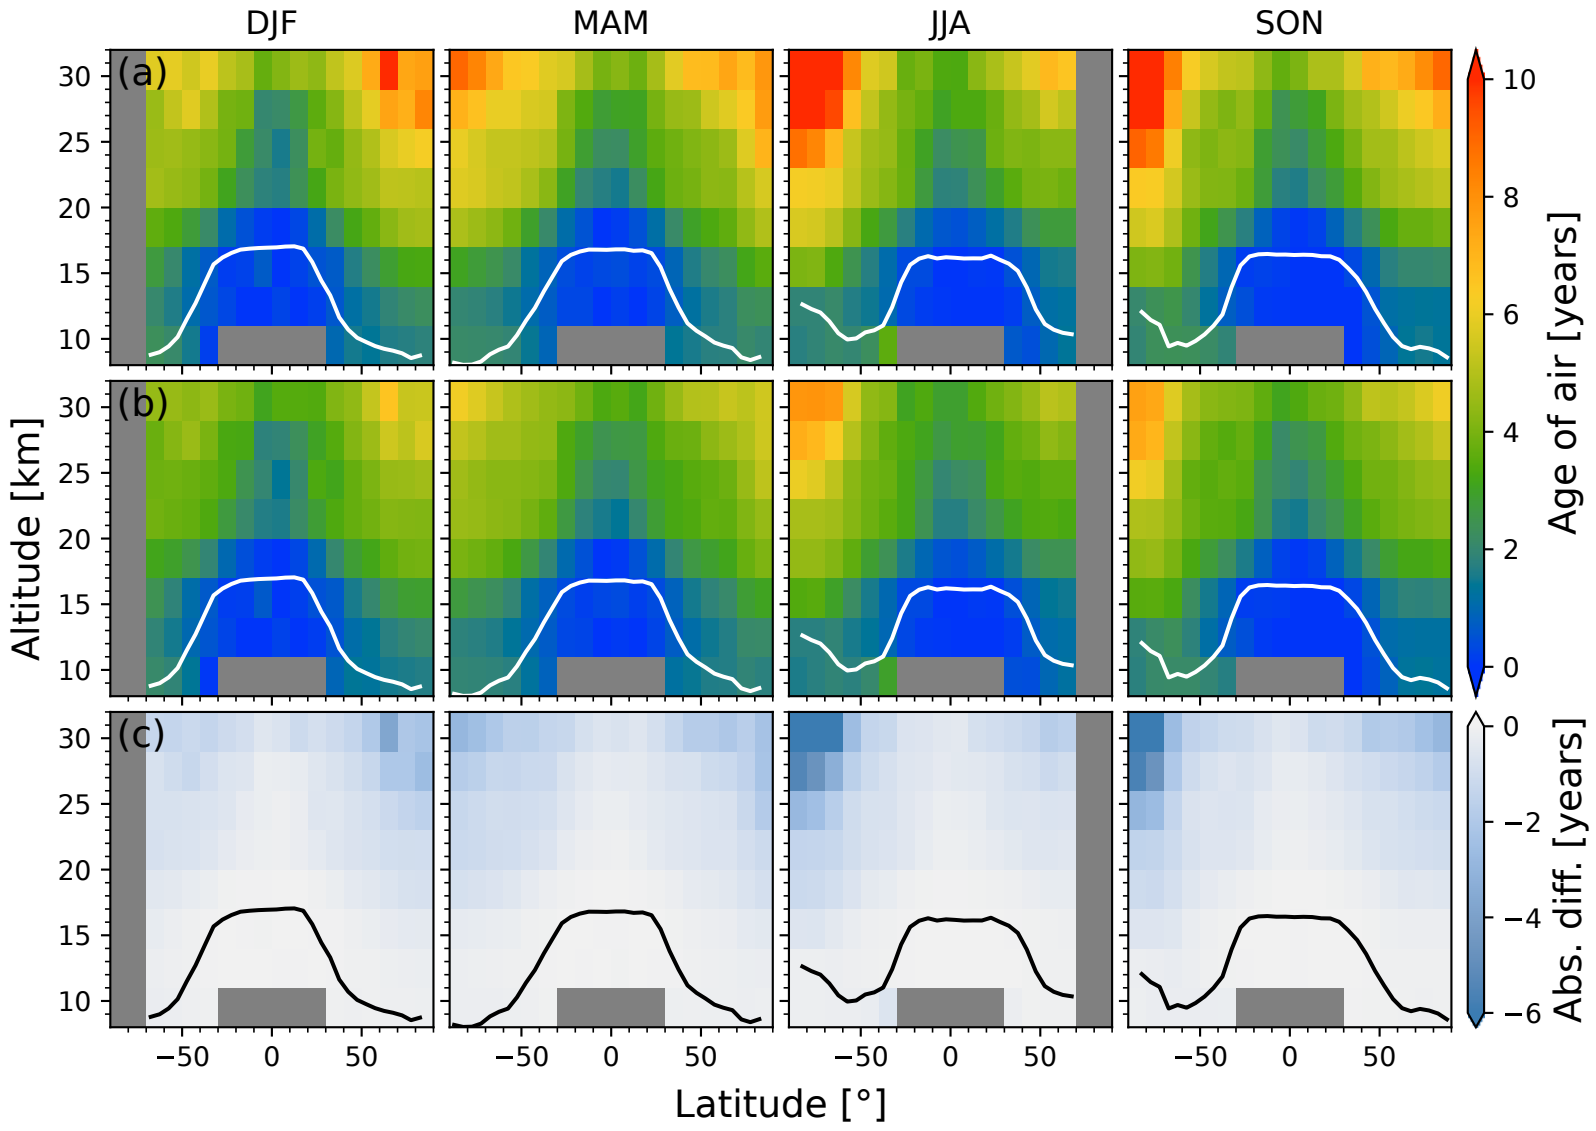 DJF MAM JJA SON
(a)
30
25
20
15
10
(b)
30
25
20
15
10
(c)
30
25
20
15
10
−50 0 50 −50 0 50 −50 0 50 −50 0 50
Altitude [km]
Latitude [°]
10
8
6
4
2
0
Age of air [years]
0
−2
−4
−6
Abs. diff. [years]